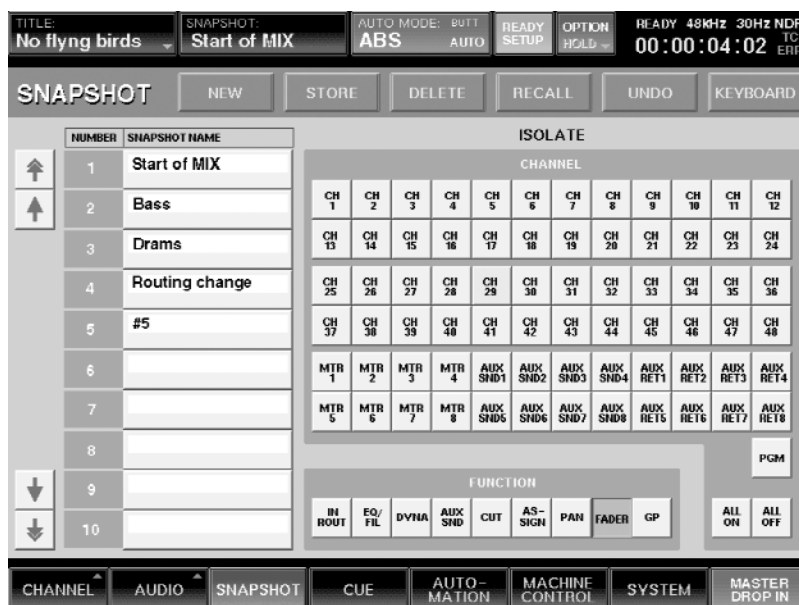 TITLE:
No flyng birds
SNAPSHOT:
Start of MIX
AUTO MODE: BUTT
ABS AUTO
READY SETUP
OPTION HOLD
READY 48kHz 30Hz NDF
00:00:04:02 TC ERR
SNAPSHOT NEW STORE DELETE RECALL UNDO KEYBOARD
NUMBER SNAPSHOT NAME
1 Start of MIX
2 Bass
3 Drams
4 Routing change
5 #5
6
7
8
9
10
ISOLATE
CHANNEL
CH 1 CH 2 CH 3 CH 4 CH 5 CH 6 CH 7 CH 8 CH 9 CH 10 CH 11 CH 12
CH 13 CH 14 CH 15 CH 16 CH 17 CH 18 CH 19 CH 20 CH 21 CH 22 CH 23 CH 24
CH 25 CH 26 CH 27 CH 28 CH 29 CH 30 CH 31 CH 32 CH 33 CH 34 CH 35 CH 36
CH 37 CH 38 CH 39 CH 40 CH 41 CH 42 CH 43 CH 44 CH 45 CH 46 CH 47 CH 48
MTR 1 MTR 2 MTR 3 MTR 4 AUX SND1 AUX SND2 AUX SND3 AUX SND4 AUX RET1 AUX RET2 AUX RET3 AUX RET4
MTR 5 MTR 6 MTR 7 MTR 8 AUX SND5 AUX SND6 AUX SND7 AUX SND8 AUX RET5 AUX RET6 AUX RET7 AUX RET8
PGM
FUNCTION
IN ROUT EQ/ FIL DYNA AUX SND CUT AS- SIGN PAN FADER GP ALL ON ALL OFF
CHANNEL AUDIO SNAPSHOT CUE AUTO- MATION MACHINE CONTROL SYSTEM MASTER DROP IN